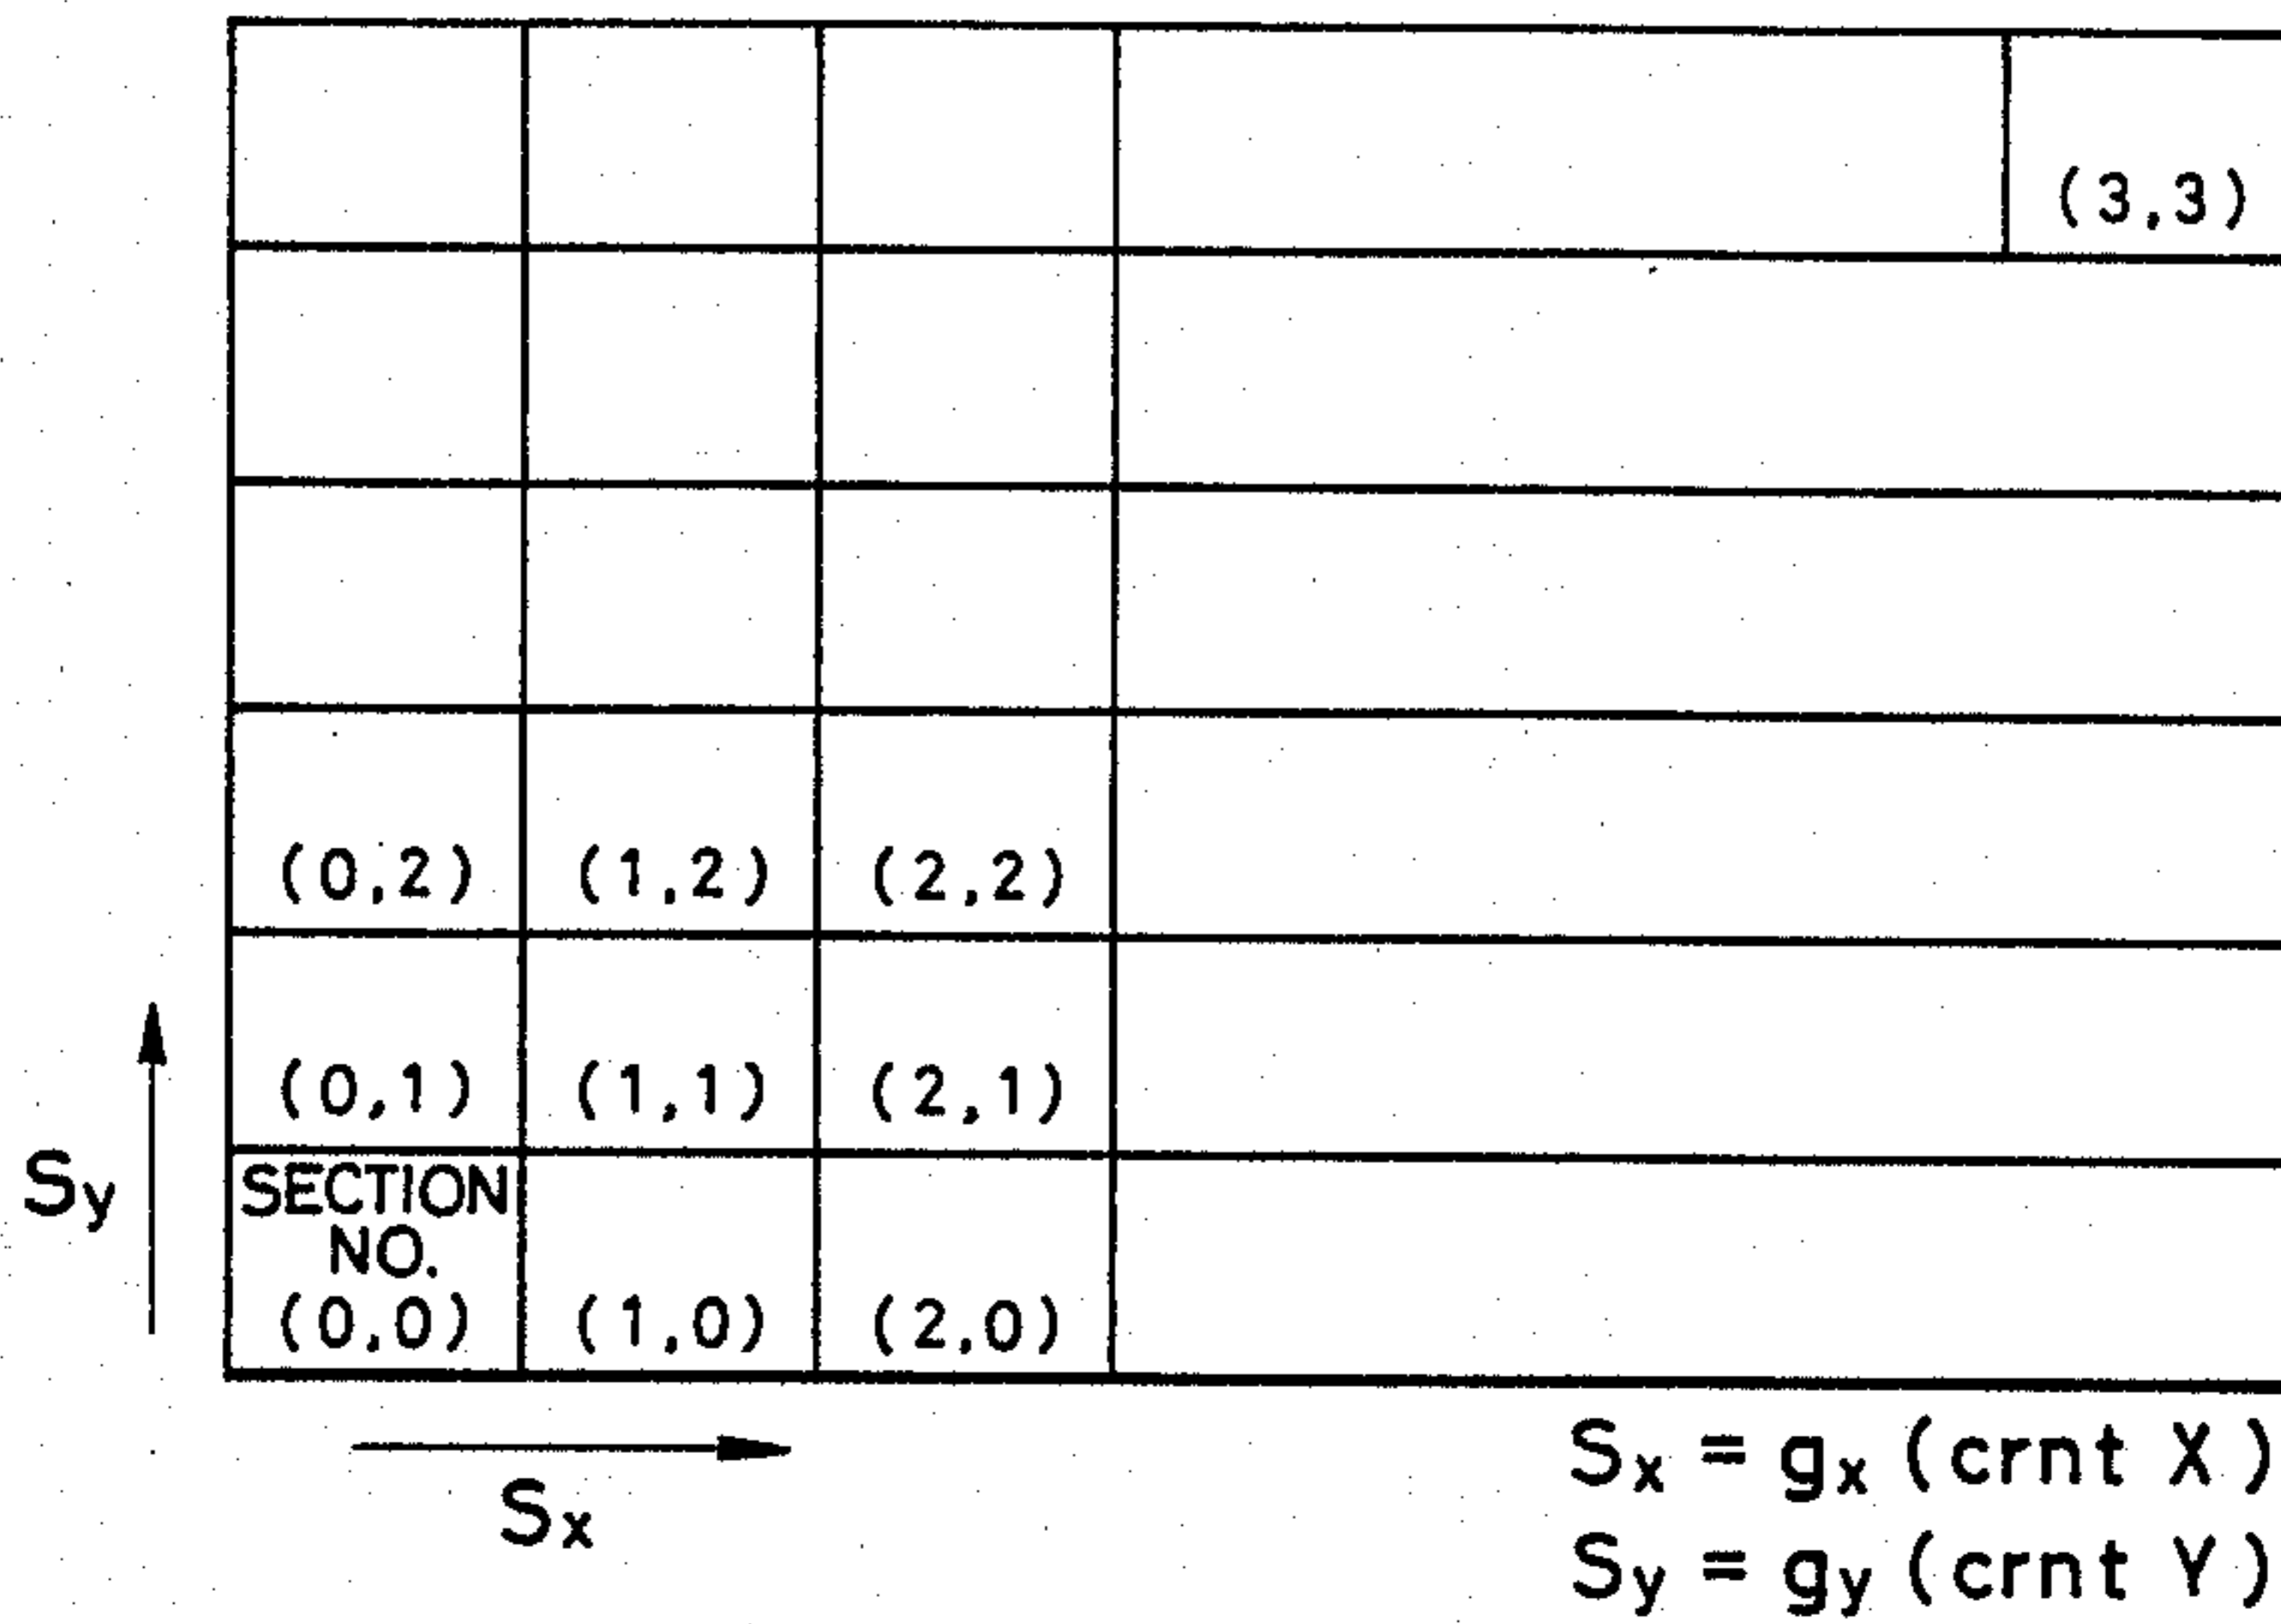 (3,3)
(0,2) (1,2) (2,2)
(0,1) (1,1) (2,1)
Sy
SECTION
NO.
(0,0) (1,0) (2,0)
Sx
Sx = gx (crnt X)
Sy = gy (crnt Y)